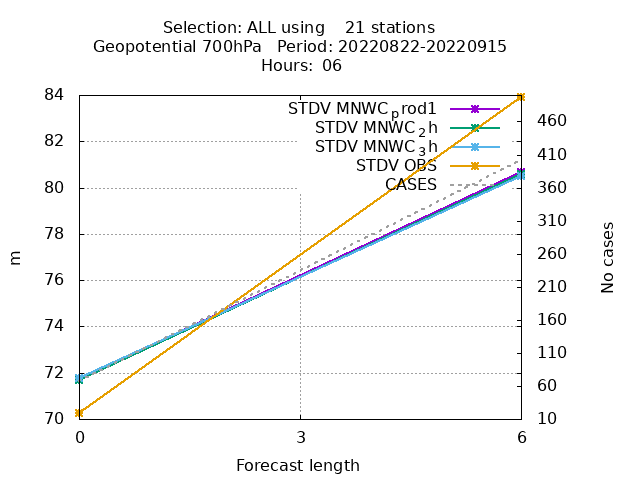 Selection: ALL using    21 stations
Geopotential 700hPa   Period: 20220822-20220915
Hours: 06
STDV MNWC_prod1
STDV MNWC_2h
STDV MNWC_3h
STDV OBS
CASES
84
82
80
78
76
74
72
70
m
460
410
360
310
260
210
160
110
60
10
No cases
0 3 6
Forecast length